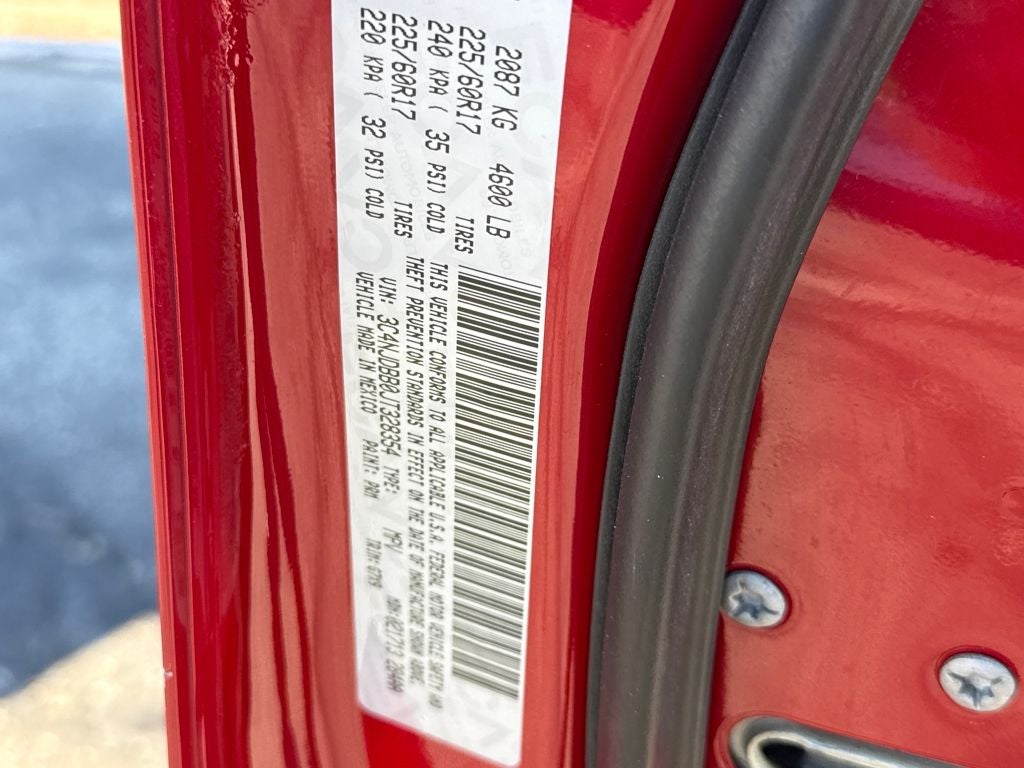 2087 KG 4600 LB
225/60R17 TIRES
240 KPA ( 35 PSI) COLD
225/60R17 TIRES
220 KPA ( 32 PSI) COLD
THIS VEHICLE CONFORMS TO ALL APPLICABLE U.S.A. FEDERAL MOTOR VEHICLE SAFETY AND
THEFT PREVENTION STANDARDS IN EFFECT ON THE DATE OF MANUFACTURE SHOWN ABOVE.
VIN: 3C4NJDBB0JT328354 TYPE: MPV
VEHICLE MADE IN MEXICO PAINT: TRIM: